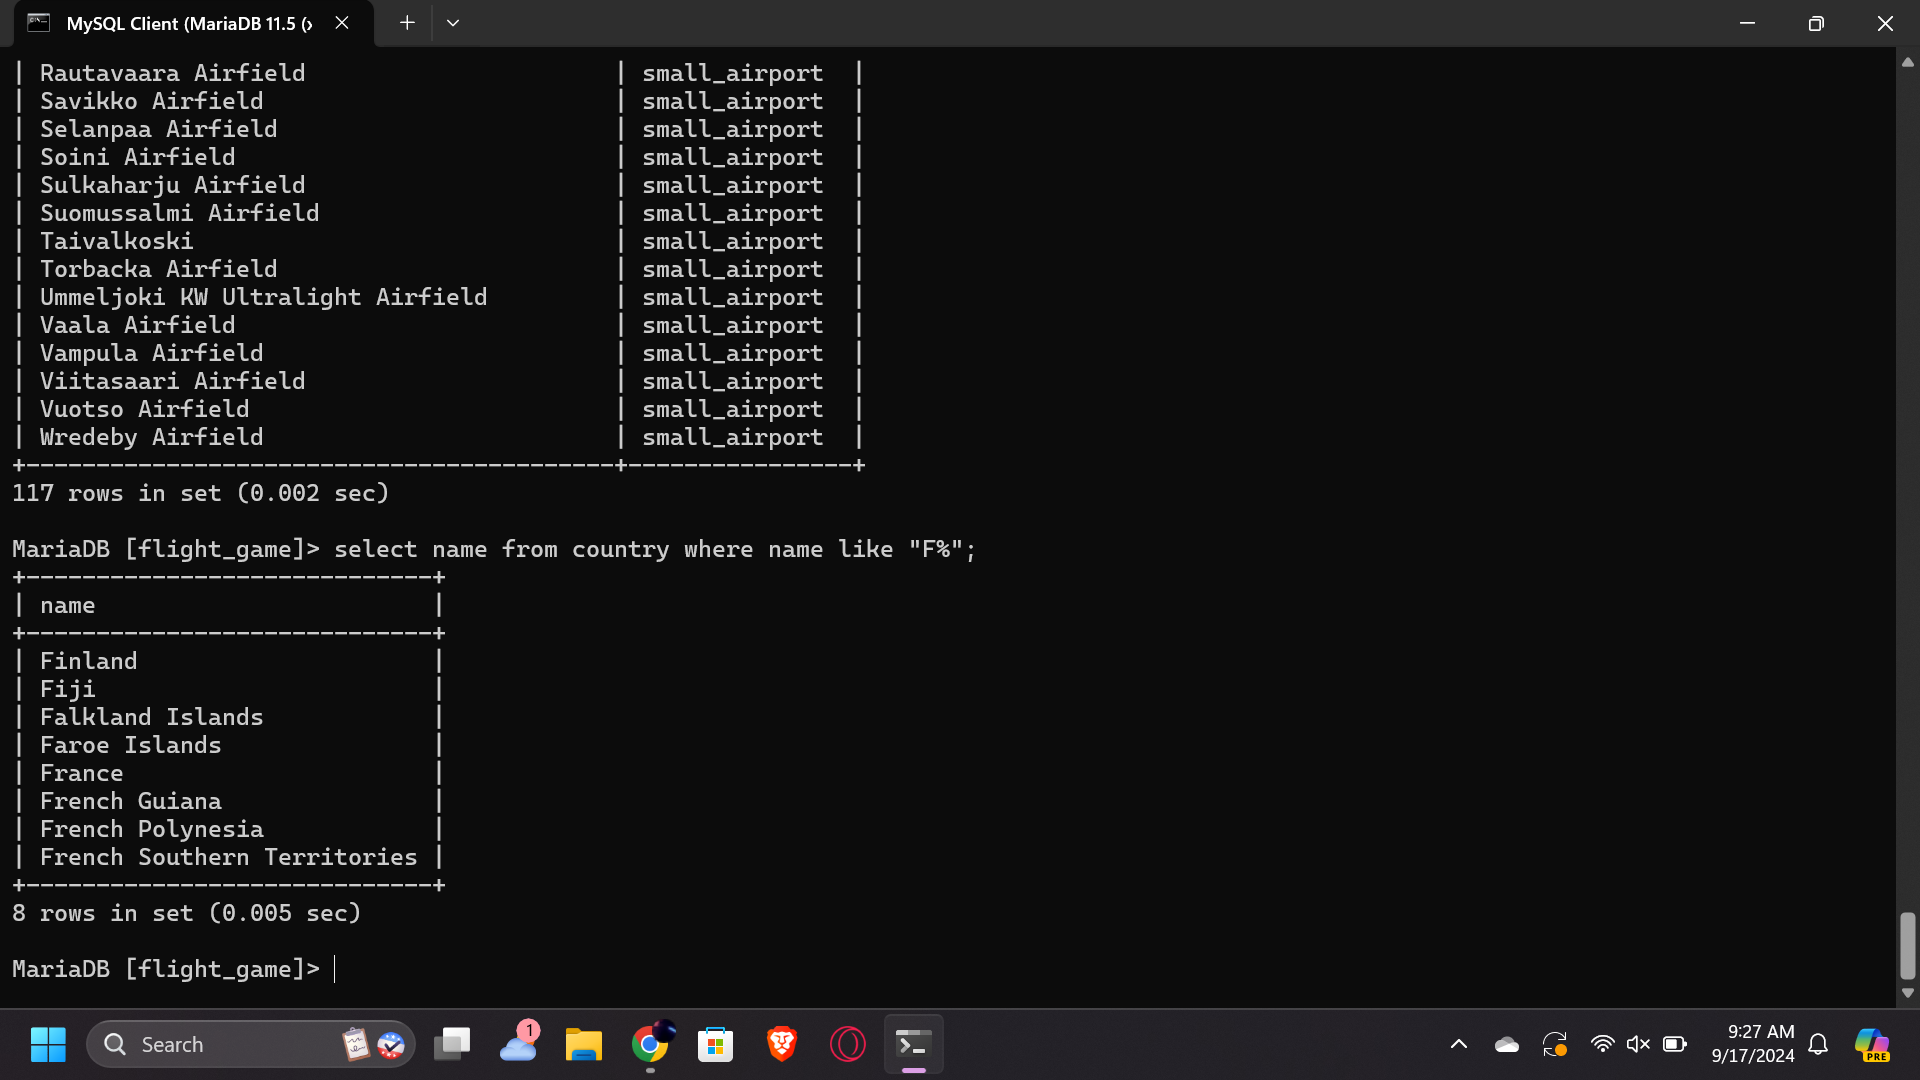 MySQL Client (MariaDB 11.5 (x
| Rautavaara Airfield | small_airport |
| Savikko Airfield | small_airport |
| Selanpaa Airfield | small_airport |
| Soini Airfield | small_airport |
| Sulkaharju Airfield | small_airport |
| Suomussalmi Airfield | small_airport |
| Taivalkoski | small_airport |
| Torbacka Airfield | small_airport |
| Ummeljoki KW Ultralight Airfield | small_airport |
| Vaala Airfield | small_airport |
| Vampula Airfield | small_airport |
| Viitasaari Airfield | small_airport |
| Vuotso Airfield | small_airport |
| Wredeby Airfield | small_airport |
+------------------------------------------+----------------+
117 rows in set (0.002 sec)
MariaDB [flight_game]> select name from country where name like "F%";
+-----------------------------+
| name |
+-----------------------------+
| Finland |
| Fiji |
| Falkland Islands |
| Faroe Islands |
| France |
| French Guiana |
| French Polynesia |
| French Southern Territories |
+-----------------------------+
8 rows in set (0.005 sec)
MariaDB [flight_game]>
Search
1
9:27 AM
9/17/2024
PRE